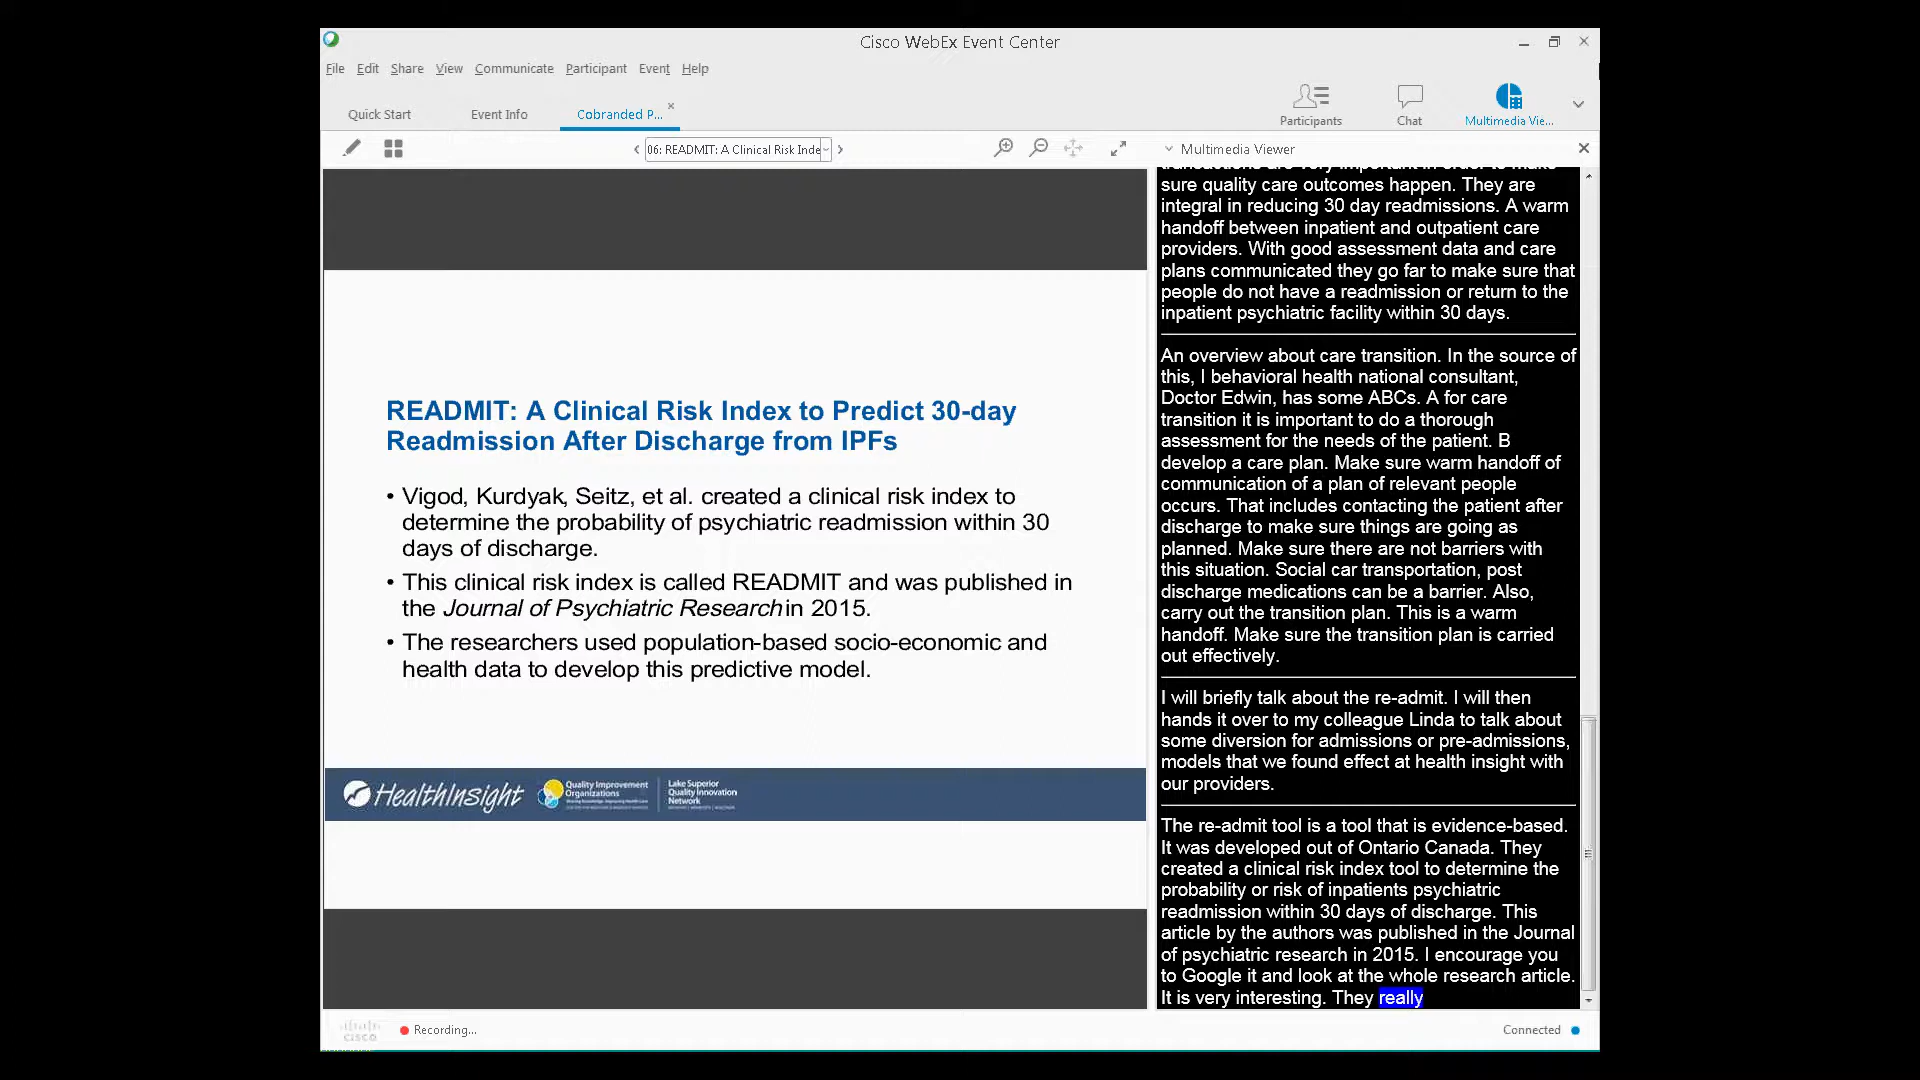 Cisco WebEx Event Center
File Edit Share View Communicate Participant Event Help
Quick Start Event Info Cobranded P...
Participants Chat Multimedia Vie...
06: READMIT: A Clinical Risk Inde
Multimedia Viewer
READMIT: A Clinical Risk Index to Predict 30-day
Readmission After Discharge from IPFs
• Vigod, Kurdyak, Seitz, et al. created a clinical risk index to
determine the probability of psychiatric readmission within 30
days of discharge.
• This clinical risk index is called READMIT and was published in
the Journal of Psychiatric Research in 2015.
• The researchers used population-based socio-economic and
health data to develop this predictive model.
HealthInsight
Quality Improvement
Organizations
Lake Superior
Quality Innovation
Network
transactions are very important in order to make
sure quality care outcomes happen. They are
integral in reducing 30 day readmissions. A warm
handoff between inpatient and outpatient care
providers. With good assessment data and care
plans communicated they go far to make sure that
people do not have a readmission or return to the
inpatient psychiatric facility within 30 days.
An overview about care transition. In the source of
this, I behavioral health national consultant,
Doctor Edwin, has some ABCs. A for care
transition it is important to do a thorough
assessment for the needs of the patient. B
develop a care plan. Make sure warm handoff of
communication of a plan of relevant people
occurs. That includes contacting the patient after
discharge to make sure things are going as
planned. Make sure there are not barriers with
this situation. Social car transportation, post
discharge medications can be a barrier. Also,
carry out the transition plan. This is a warm
handoff. Make sure the transition plan is carried
out effectively.
I will briefly talk about the re-admit. I will then
hands it over to my colleague Linda to talk about
some diversion for admissions or pre-admissions,
models that we found effect at health insight with
our providers.
The re-admit tool is a tool that is evidence-based.
It was developed out of Ontario Canada. They
created a clinical risk index tool to determine the
probability or risk of inpatients psychiatric
readmission within 30 days of discharge. This
article by the authors was published in the Journal
of psychiatric research in 2015. I encourage you
to Google it and look at the whole research article.
It is very interesting. They really
cisco
Recording...
Connected